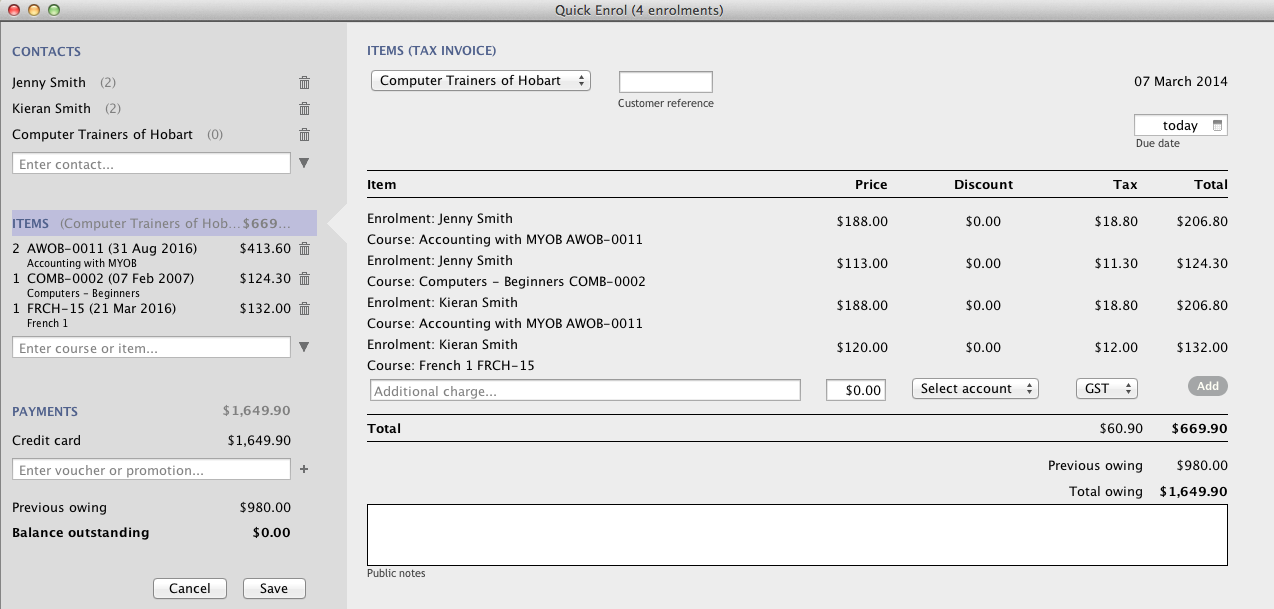 Quick Enrol (4 enrolments)
CONTACTS
Jenny Smith (2)
Kieran Smith (2)
Computer Trainers of Hobart (0)
Enter contact...
ITEMS (Computer Trainers of Hob... $669...
2 AWOB-0011 (31 Aug 2016) $413.60
Accounting with MYOB
1 COMB-0002 (07 Feb 2007) $124.30
Computers - Beginners
1 FRCH-15 (21 Mar 2016) $132.00
French 1
Enter course or item...
PAYMENTS $1,649.90
Credit card $1,649.90
Enter voucher or promotion... +
Previous owing $980.00
Balance outstanding $0.00
Cancel Save
ITEMS (TAX INVOICE)
Computer Trainers of Hobart 07 March 2014
Customer reference
today
Due date
Item Price Discount Tax Total
Enrolment: Jenny Smith $188.00 $0.00 $18.80 $206.80
Course: Accounting with MYOB AWOB-0011
Enrolment: Jenny Smith $113.00 $0.00 $11.30 $124.30
Course: Computers - Beginners COMB-0002
Enrolment: Kieran Smith $188.00 $0.00 $18.80 $206.80
Course: Accounting with MYOB AWOB-0011
Enrolment: Kieran Smith $120.00 $0.00 $12.00 $132.00
Course: French 1 FRCH-15
Additional charge... $0.00 Select account GST Add
Total $60.90 $669.90
Previous owing $980.00
Total owing $1,649.90
Public notes